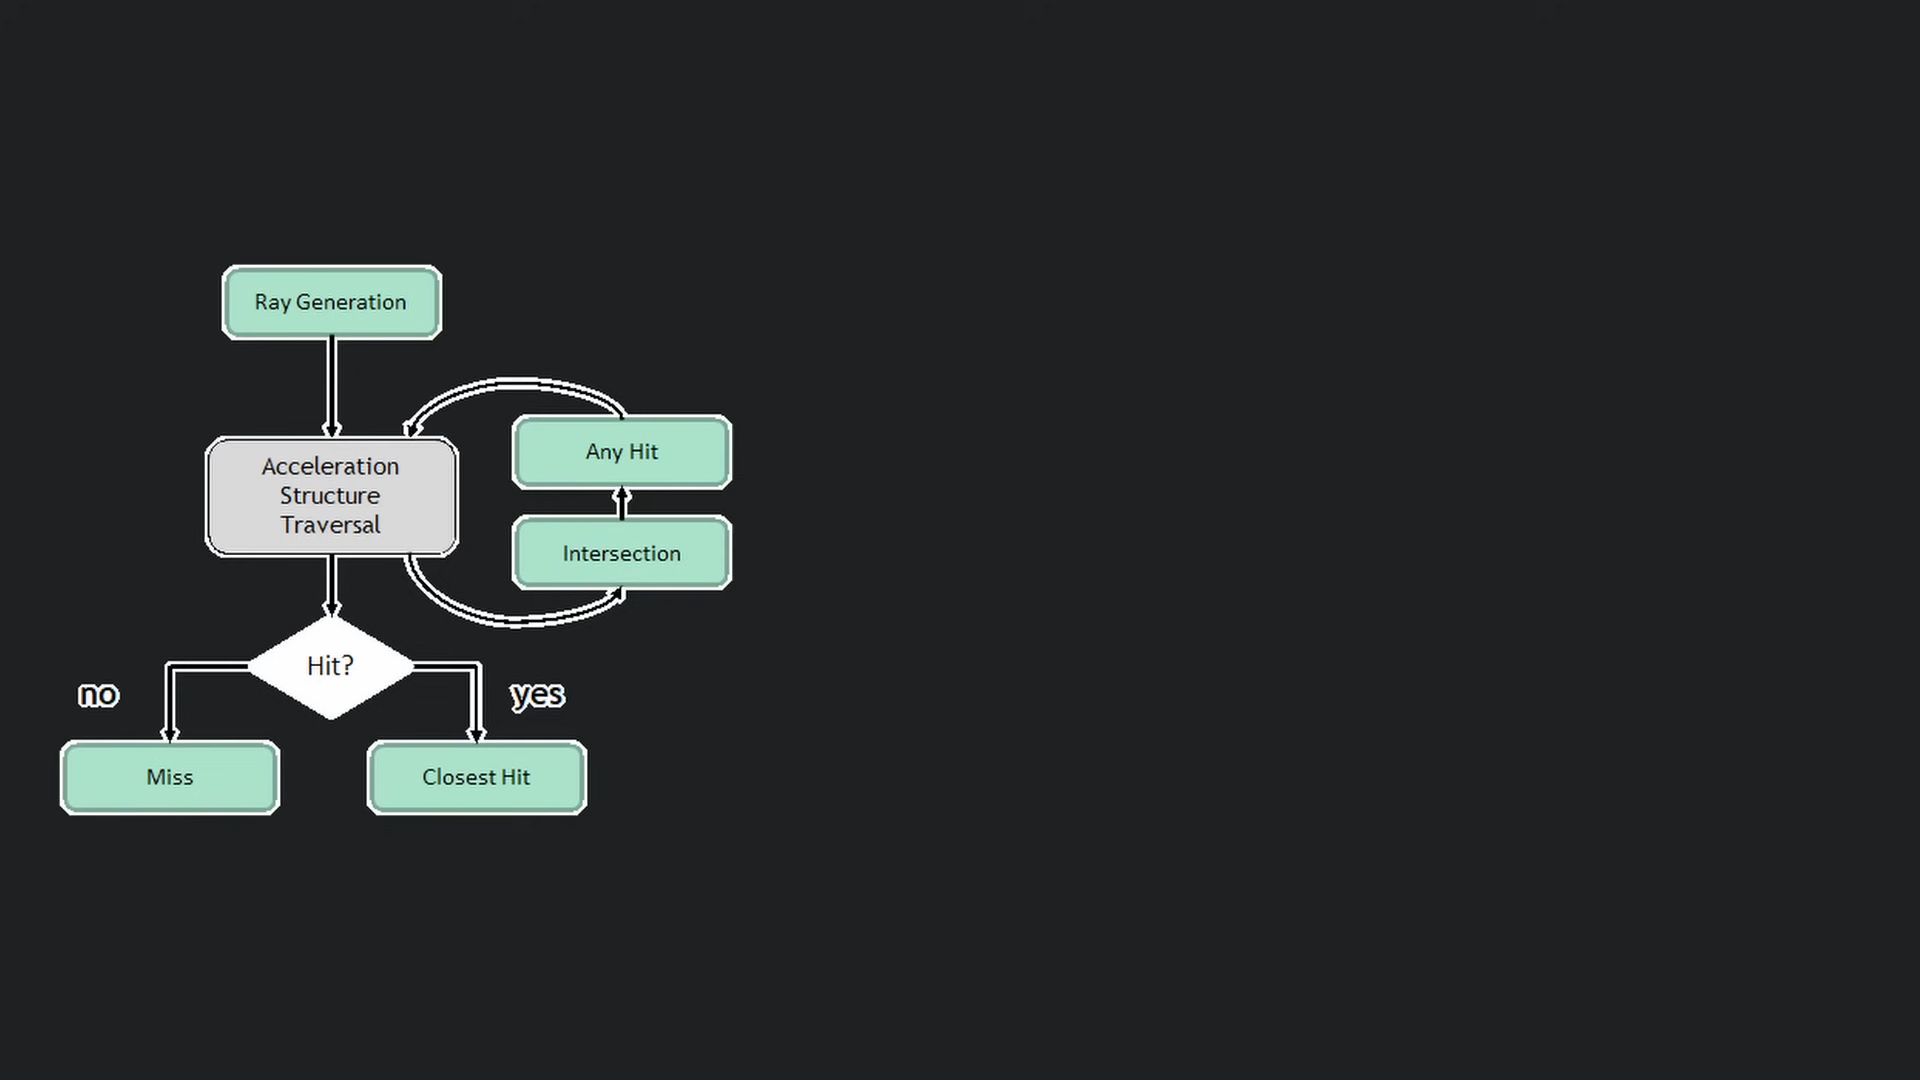 Ray Generation
Acceleration
Structure
Traversal
Any Hit
Intersection
Hit?
no
yes
Miss
Closest Hit